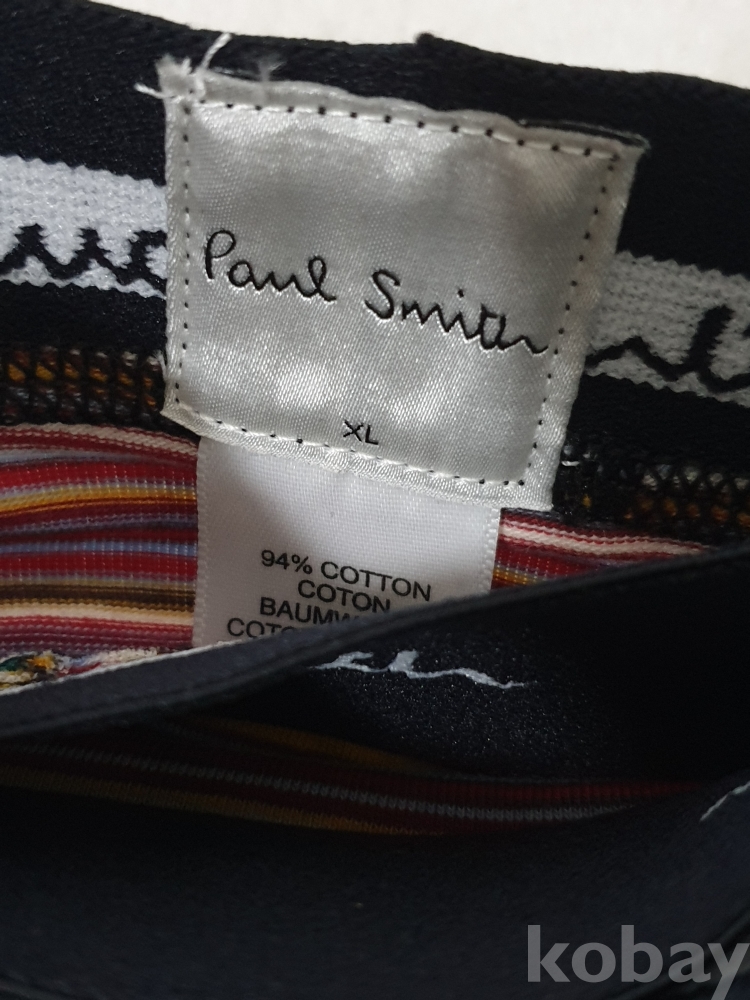 Paul Smith
XL
94% COTTON
COTON
kobay